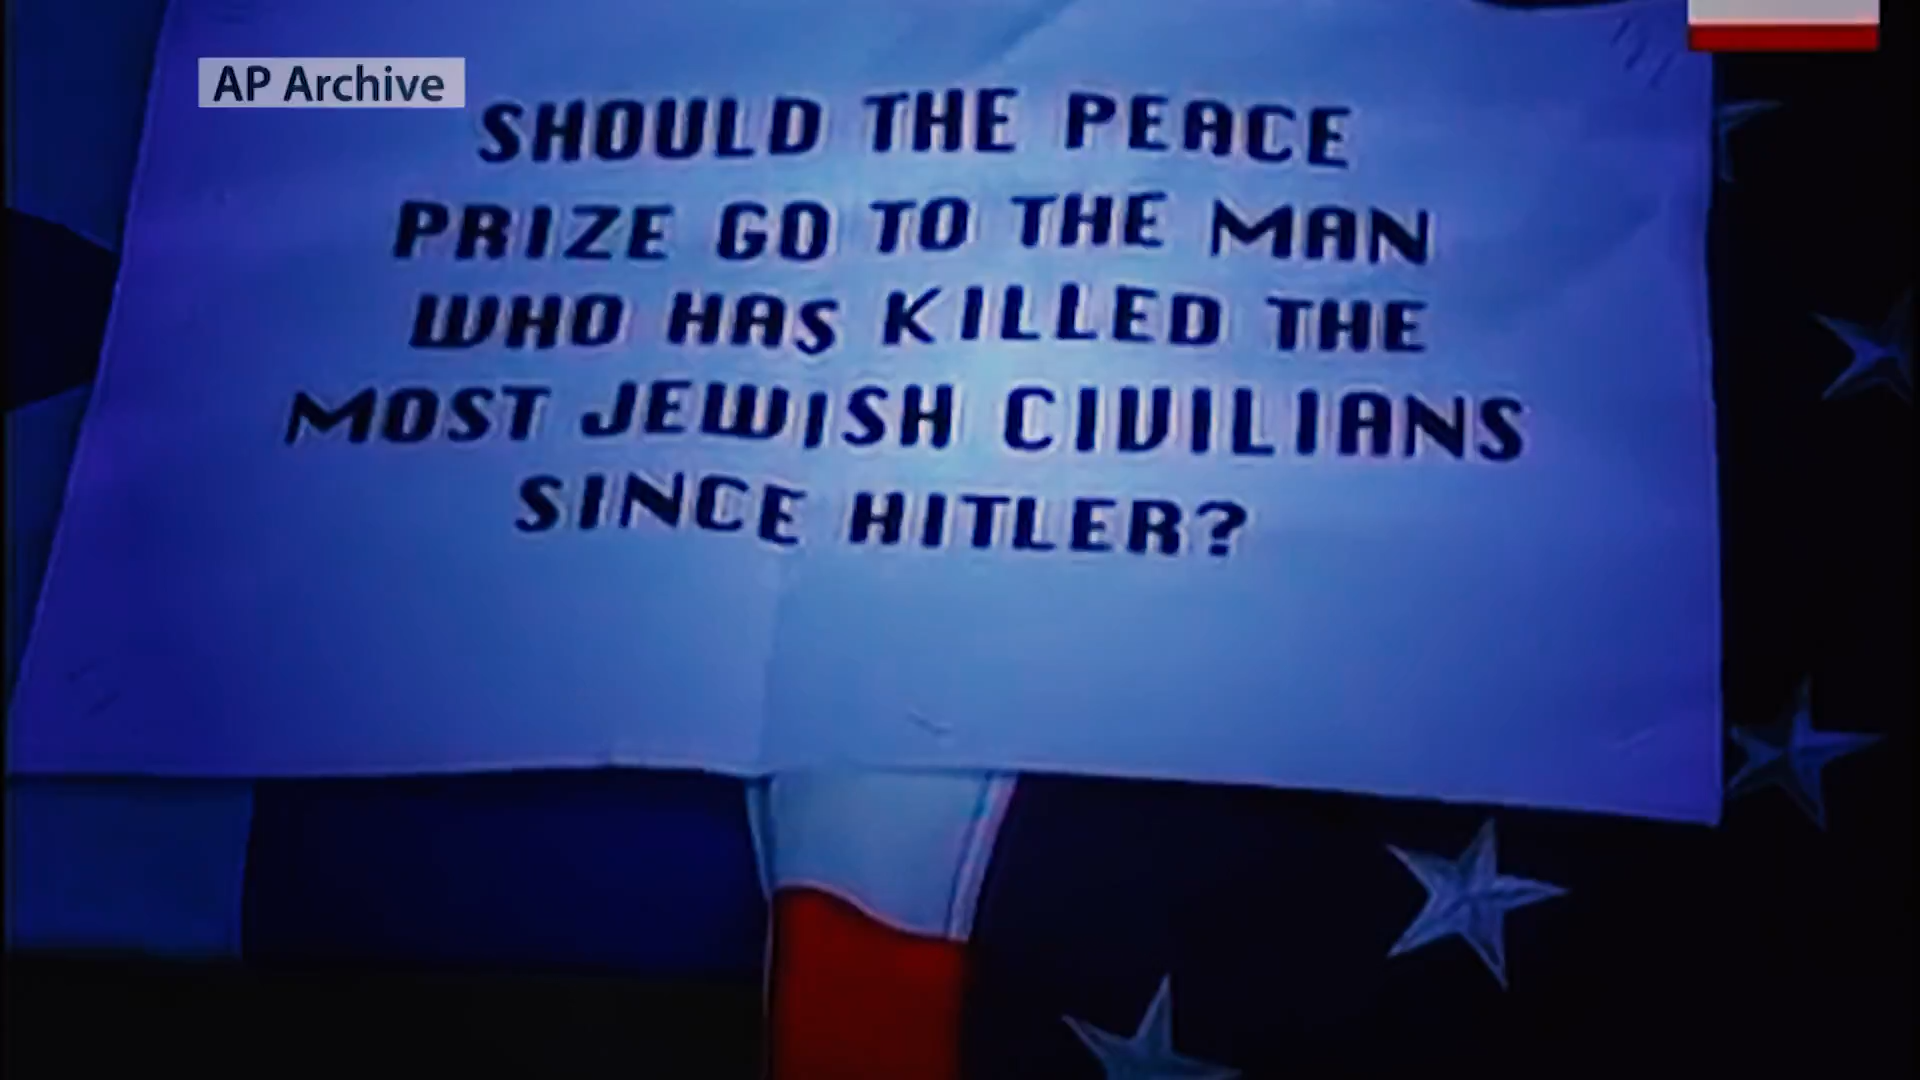 AP Archive
SHOULD THE PEACE
PRIZE GO TO THE MAN
WHO HAS KILLED THE
MOST JEWISH CIVILIANS
SINCE HITLER?